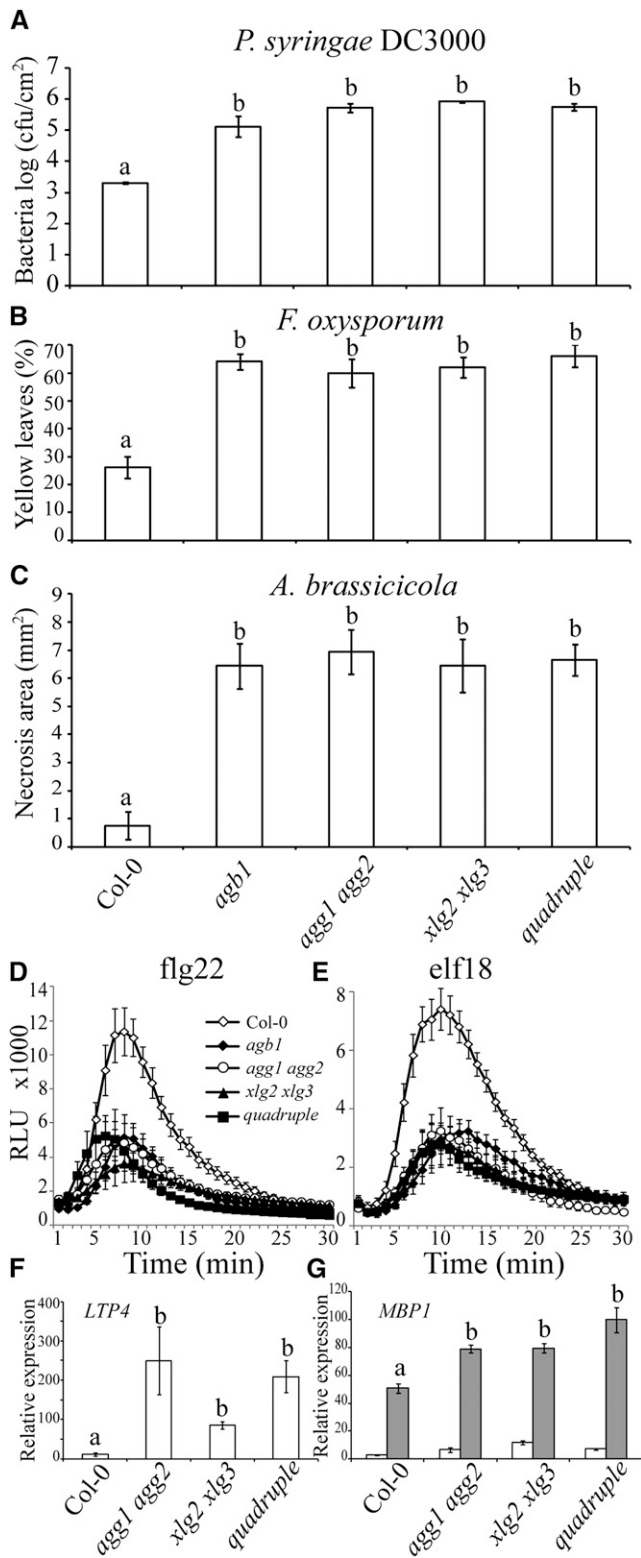 A
P. syringae DC3000
Bacteria log (cfu/cm²)
7
6
5
4
3
2
1
0
a
b
b
b
b
B
F. oxysporum
Yellow leaves (%)
70
60
50
40
30
20
10
0
a
b
b
b
b
C
A. brassicicola
Necrosis area (mm²)
9
8
7
6
5
4
3
2
1
0
a
b
b
b
b
Col-0
agb1
agg1 agg2
xlg2 xlg3
quadruple
D
flg22
RLU x1000
14
12
10
8
6
4
2
0
Col-0
agb1
agg1 agg2
xlg2 xlg3
quadruple
1
5
10
15
20
25
30
E
elf18
8
6
4
2
0
1
5
10
15
20
25
30
Time (min)
Time (min)
F
LTP4
Relative expression
400
300
200
100
0
a
b
b
b
Col-0
agg1 agg2
xlg2 xlg3
quadruple
G
MBP1
Relative expression
120
100
80
60
40
20
0
a
b
b
b
Col-0
agg1 agg2
xlg2 xlg3
quadruple